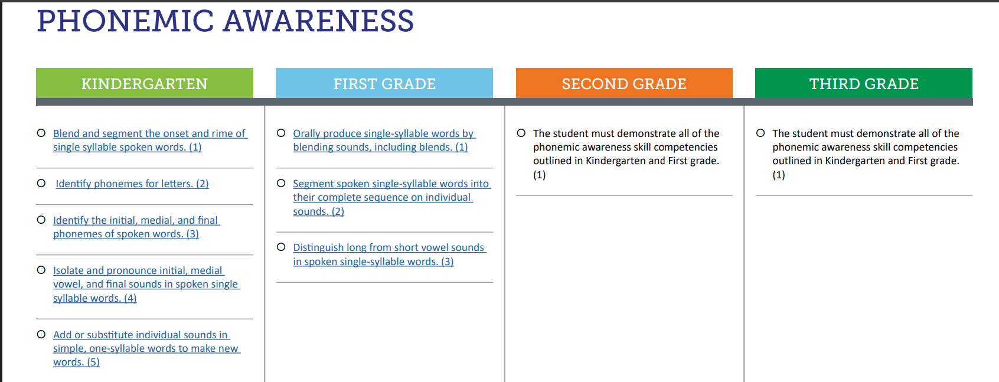 PHONEMIC AWARENESS
KINDERGARTEN
Blend and segment the onset and rime of
single syllable spoken words. (1)
Identify phonemes for letters. (2)
Identify the initial, medial, and final
phonemes of spoken words. (3)
Isolate and pronounce initial, medial
vowel, and final sounds in spoken single
syllable words. (4)
Add or substitute individual sounds in
simple, one-syllable words to make new
words. (5)
FIRST GRADE
Orally produce single-syllable words by
blending sounds, including blends. (1)
Segment spoken single-syllable words into
their complete sequence on individual
sounds. (2)
Distinguish long from short vowel sounds
in spoken single-syllable words. (3)
SECOND GRADE
The student must demonstrate all of the
phonemic awareness skill competencies
outlined in Kindergarten and First grade.
(1)
THIRD GRADE
The student must demonstrate all of the
phonemic awareness skill competencies
outlined in Kindergarten and First grade.
(1)